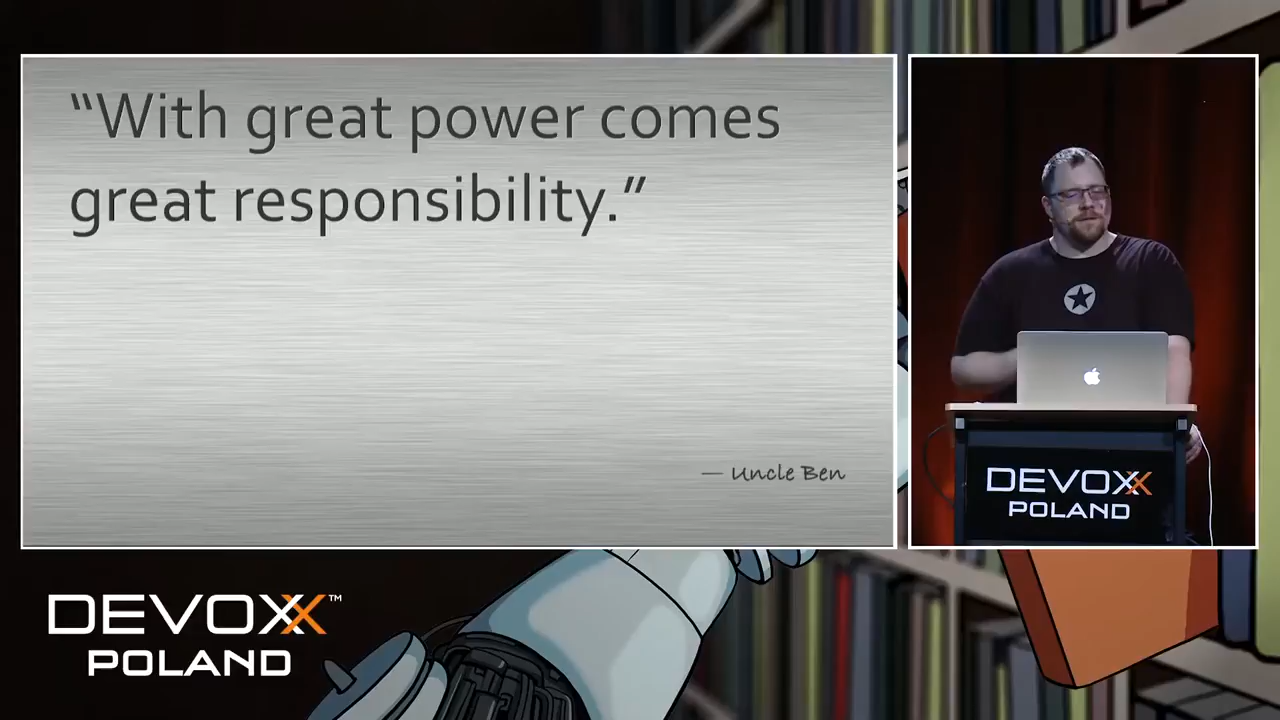 “With great power comes
great responsibility.”
— Uncle Ben
DEVOXX
POLAND
DEVOXX™
POLAND